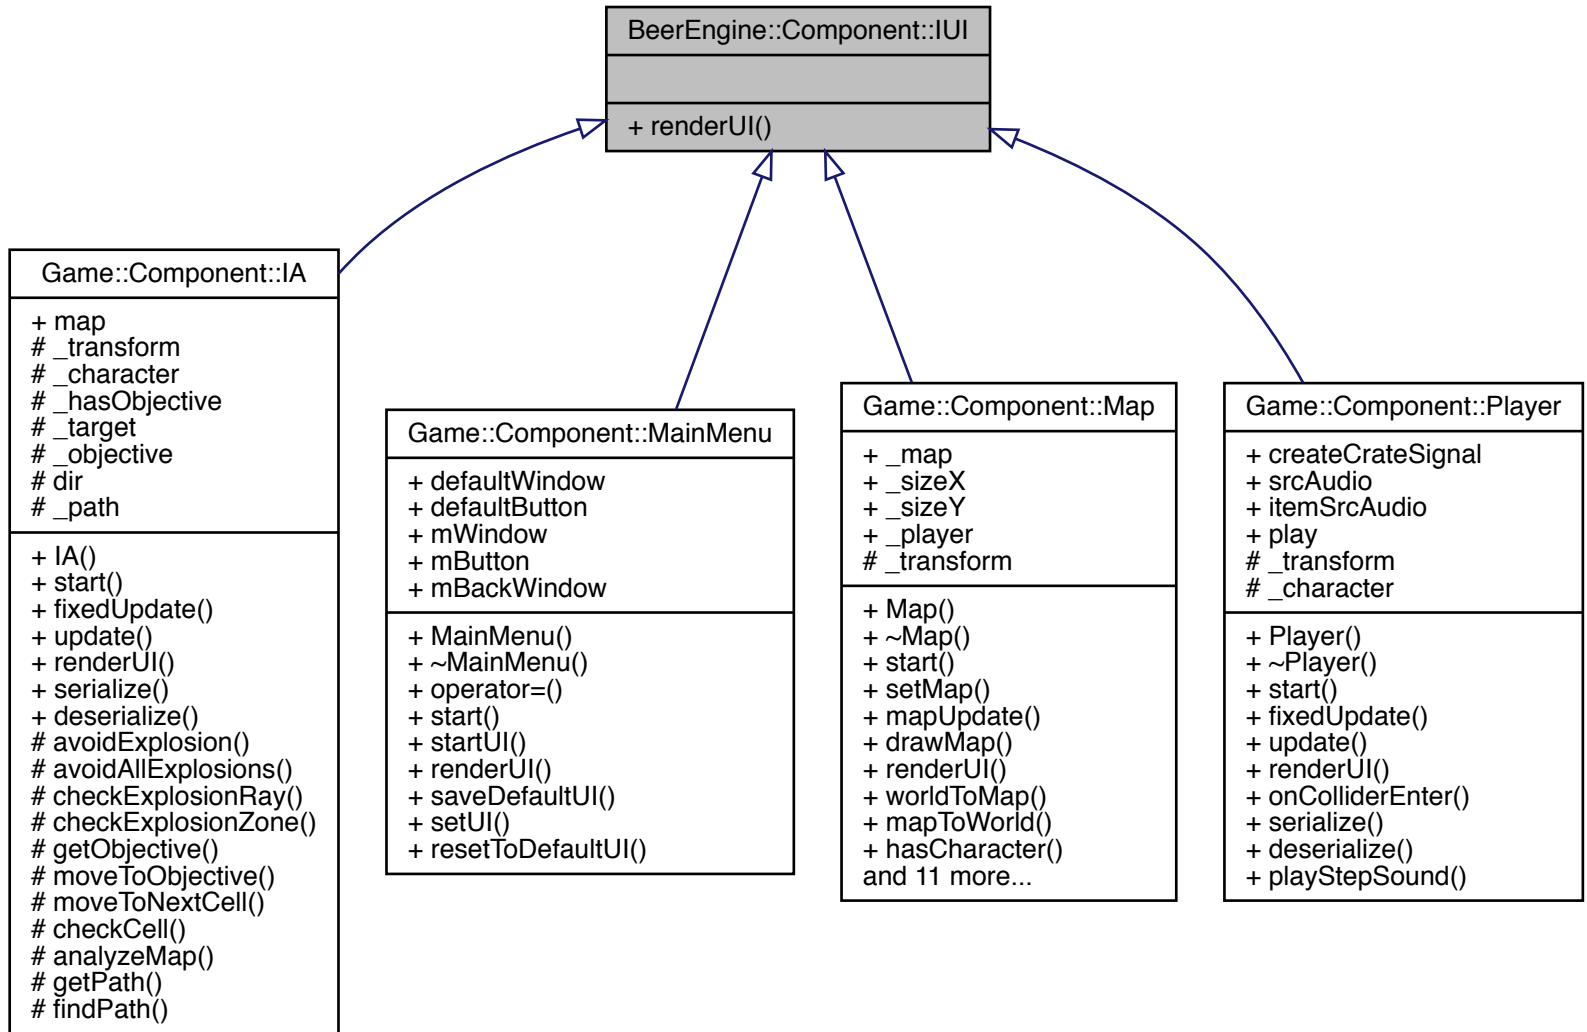 BeerEngine::Component::IUI
+ renderUI()
Game::Component::IA
+ map
# _transform
# _character
# _hasObjective
# _target
# _objective
# dir
# _path
+ IA()
+ start()
+ fixedUpdate()
+ update()
+ renderUI()
+ serialize()
+ deserialize()
# avoidExplosion()
# avoidAllExplosions()
# checkExplosionRay()
# checkExplosionZone()
# getObjective()
# moveToObjective()
# moveToNextCell()
# checkCell()
# analyzeMap()
# getPath()
# findPath()
Game::Component::MainMenu
+ defaultWindow
+ defaultButton
+ mWindow
+ mButton
+ mBackWindow
+ MainMenu()
+ ~MainMenu()
+ operator=()
+ start()
+ startUI()
+ renderUI()
+ saveDefaultUI()
+ setUI()
+ resetToDefaultUI()
Game::Component::Map
+ _map
+ _sizeX
+ _sizeY
+ _player
# _transform
+ Map()
+ ~Map()
+ start()
+ setMap()
+ mapUpdate()
+ drawMap()
+ renderUI()
+ worldToMap()
+ mapToWorld()
+ hasCharacter()
and 11 more...
Game::Component::Player
+ createCrateSignal
+ srcAudio
+ itemSrcAudio
+ play
# _transform
# _character
+ Player()
+ ~Player()
+ start()
+ fixedUpdate()
+ update()
+ renderUI()
+ onColliderEnter()
+ serialize()
+ deserialize()
+ playStepSound()